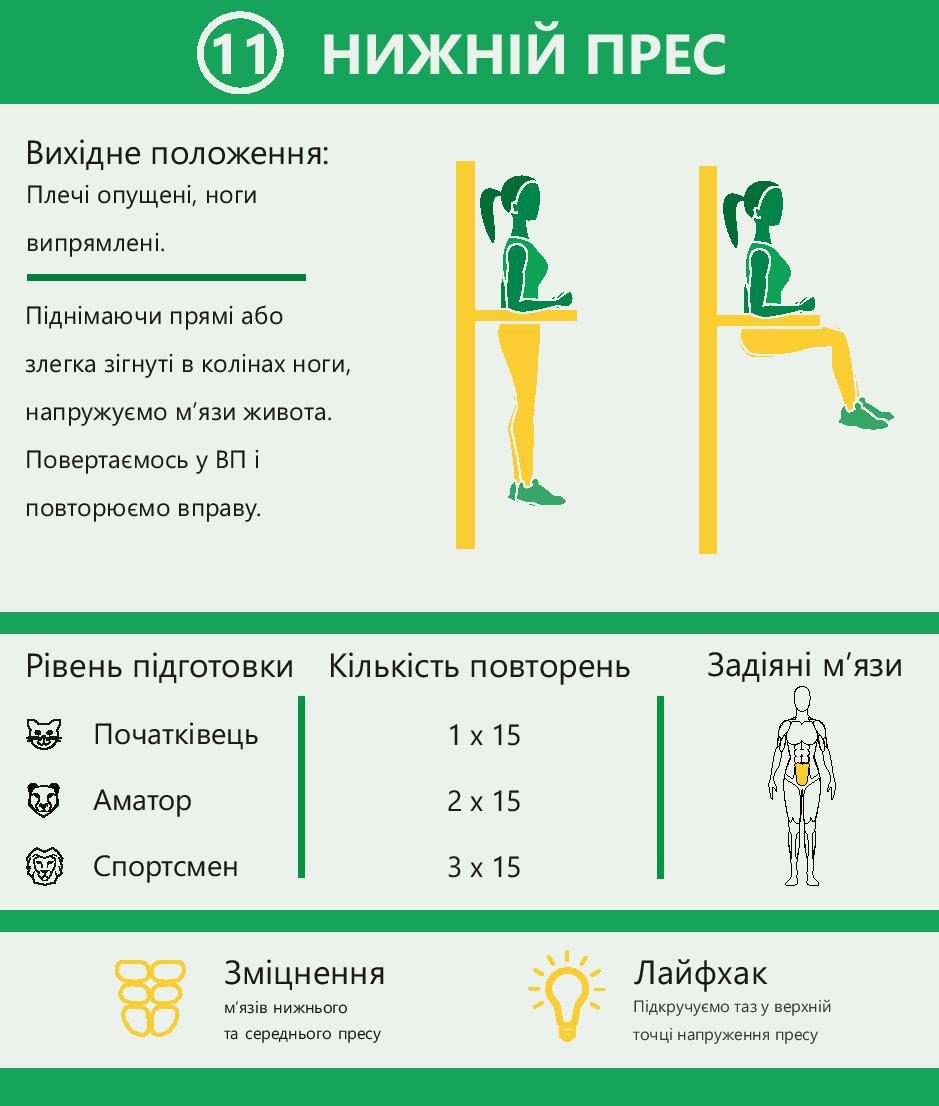 11 НИЖНІЙ ПРЕС
Вихідне положення:
Плечі опущені, ноги
випрямлені.
Піднімаючи прямі або
злегка зігнуті в колінах ноги,
напружуємо м’язи живота.
Повертаємось у ВП і
повторюємо вправу.
Рівень підготовки Кількість повторень Задіяні м’язи
Початківець 1 х 15
Аматор 2 х 15
Спортсмен 3 х 15
Зміцнення
м’язів нижнього
та середнього пресу
Лайфхак
Підкручуємо таз у верхній
точці напруження пресу